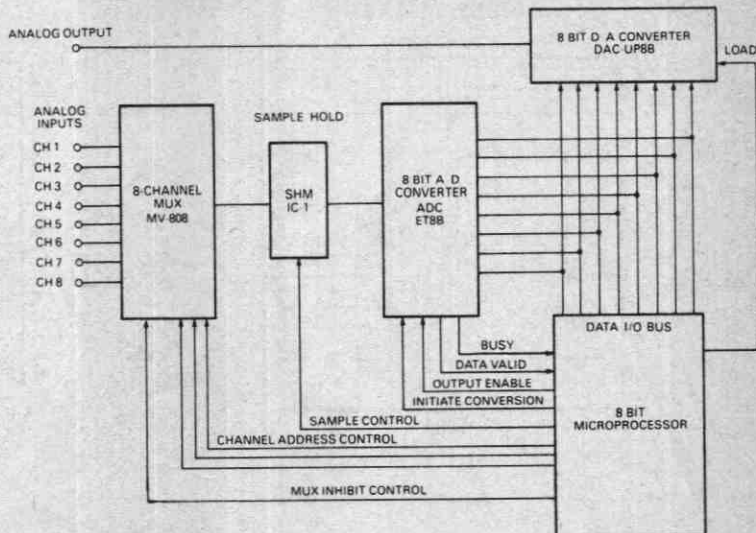 ANALOG OUTPUT
8 BIT D A CONVERTER
DAC-UP8B
LOAD
ANALOG
INPUTS
CH 1
CH 2
CH 3
CH 4
CH 5
CH 6
CH 7
CH 8
8-CHANNEL
MUX
MV-808
SAMPLE HOLD
SHM
IC-1
8 BIT A D
CONVERTER
ADC
ET8B
DATA I/O BUS
BUSY
DATA VALID
OUTPUT ENABLE
INITIATE CONVERSION
SAMPLE CONTROL
CHANNEL ADDRESS CONTROL
MUX INHIBIT CONTROL
8 BIT
MICROPROCESSOR